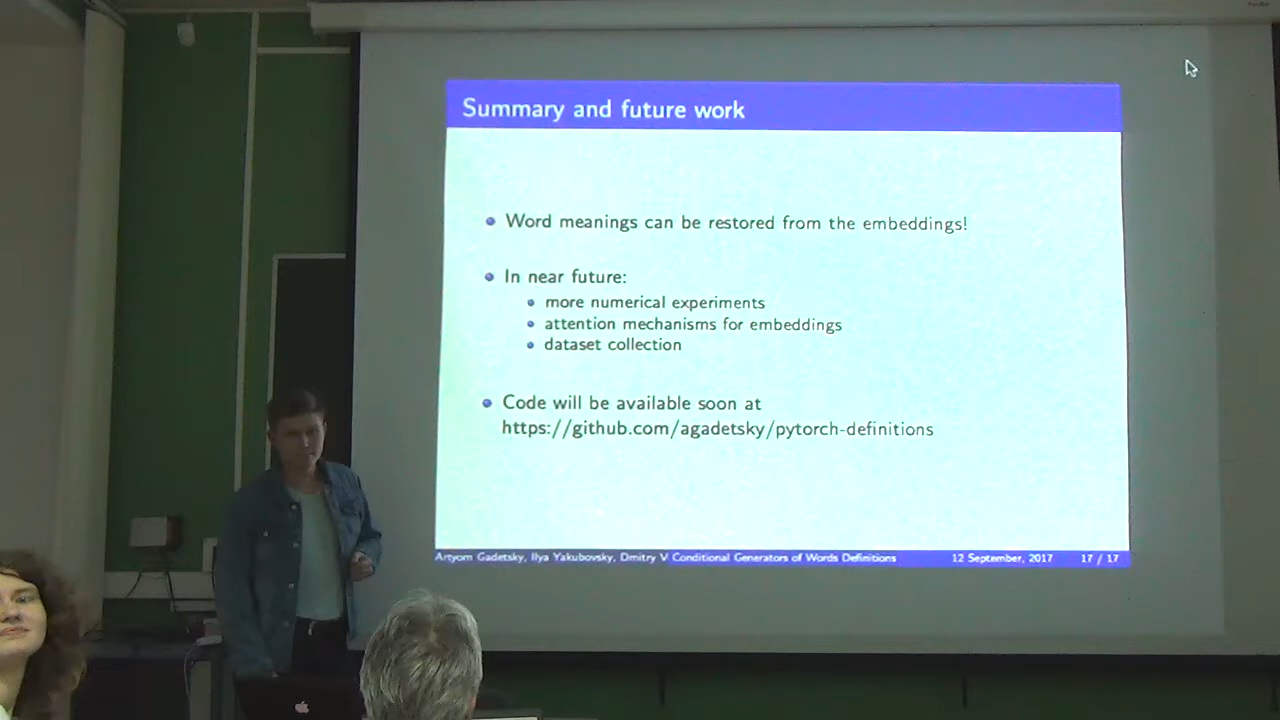 Summary and future work
Word meanings can be restored from the embeddings!
In near future:
more numerical experiments
attention mechanisms for embeddings
dataset collection
Code will be available soon at
https://github.com/agadetsky/pytorch-definitions
Artyom Gadetsky, Ilya Yakubovsky, Dmitry V Conditional Generators of Words Definitions 12 September, 2017 17 / 17